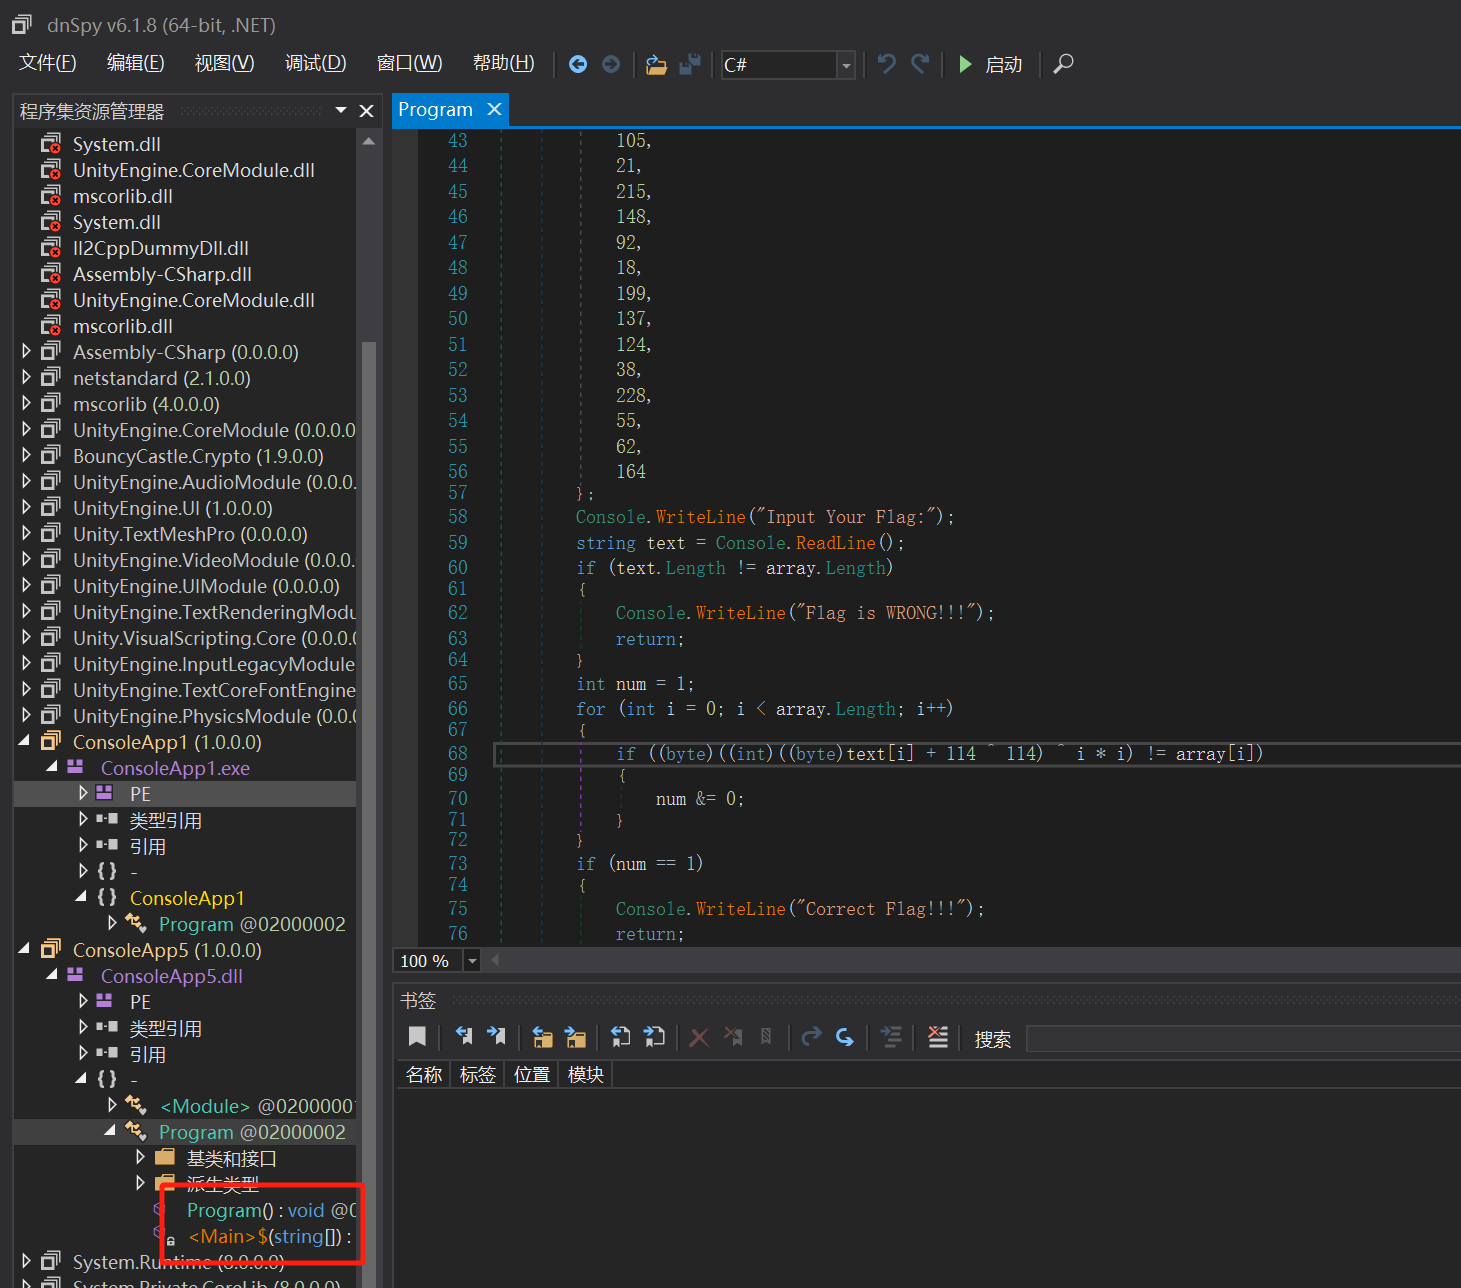 dnSpy v6.1.8 (64-bit, .NET)
文件(F) 编辑(E) 视图(V) 调试(D) 窗口(W) 帮助(H) C# 启动
程序集资源管理器
System.dll
UnityEngine.CoreModule.dll
mscorlib.dll
System.dll
Il2CppDummyDll.dll
Assembly-CSharp.dll
UnityEngine.CoreModule.dll
mscorlib.dll
Assembly-CSharp (0.0.0.0)
netstandard (2.1.0.0)
mscorlib (4.0.0.0)
UnityEngine.CoreModule (0.0.0.0
BouncyCastle.Crypto (1.9.0.0)
UnityEngine.AudioModule (0.0.0.
UnityEngine.UI (1.0.0.0)
Unity.TextMeshPro (0.0.0.0)
UnityEngine.VideoModule (0.0.0.
UnityEngine.UIModule (0.0.0.0)
UnityEngine.TextRenderingModu
Unity.VisualScripting.Core (0.0.0.0
UnityEngine.InputLegacyModule
UnityEngine.TextCoreFontEngine
UnityEngine.PhysicsModule (0.0.0
ConsoleApp1 (1.0.0.0)
ConsoleApp1.exe
PE
类型引用
引用
{} -
{} ConsoleApp1
Program @02000002
ConsoleApp5 (1.0.0.0)
ConsoleApp5.dll
PE
类型引用
引用
{} -
<Module> @02000001
Program @02000002
基类和接口
派生类型
Program() : void @0
<Main>$(string[]) :
System.Runtime (8.0.0.0)
System.Private.CoreLib (8.0.0.0)
Program
43 105,
44 21,
45 215,
46 148,
47 92,
48 18,
49 199,
50 137,
51 124,
52 38,
53 228,
54 55,
55 62,
56 164
57 };
58 Console.WriteLine("Input Your Flag:");
59 string text = Console.ReadLine();
60 if (text.Length != array.Length)
61 {
62 Console.WriteLine("Flag is WRONG!!!");
63 return;
64 }
65 int num = 1;
66 for (int i = 0; i < array.Length; i++)
67 {
68 if ((byte)((int)((byte)text[i] + 114 ^ 114) ^ i * i) != array[i])
69 {
70 num &= 0;
71 }
72 }
73 if (num == 1)
74 {
75 Console.WriteLine("Correct Flag!!!");
76 return;
100 %
书签
搜索
名称 标签 位置 模块